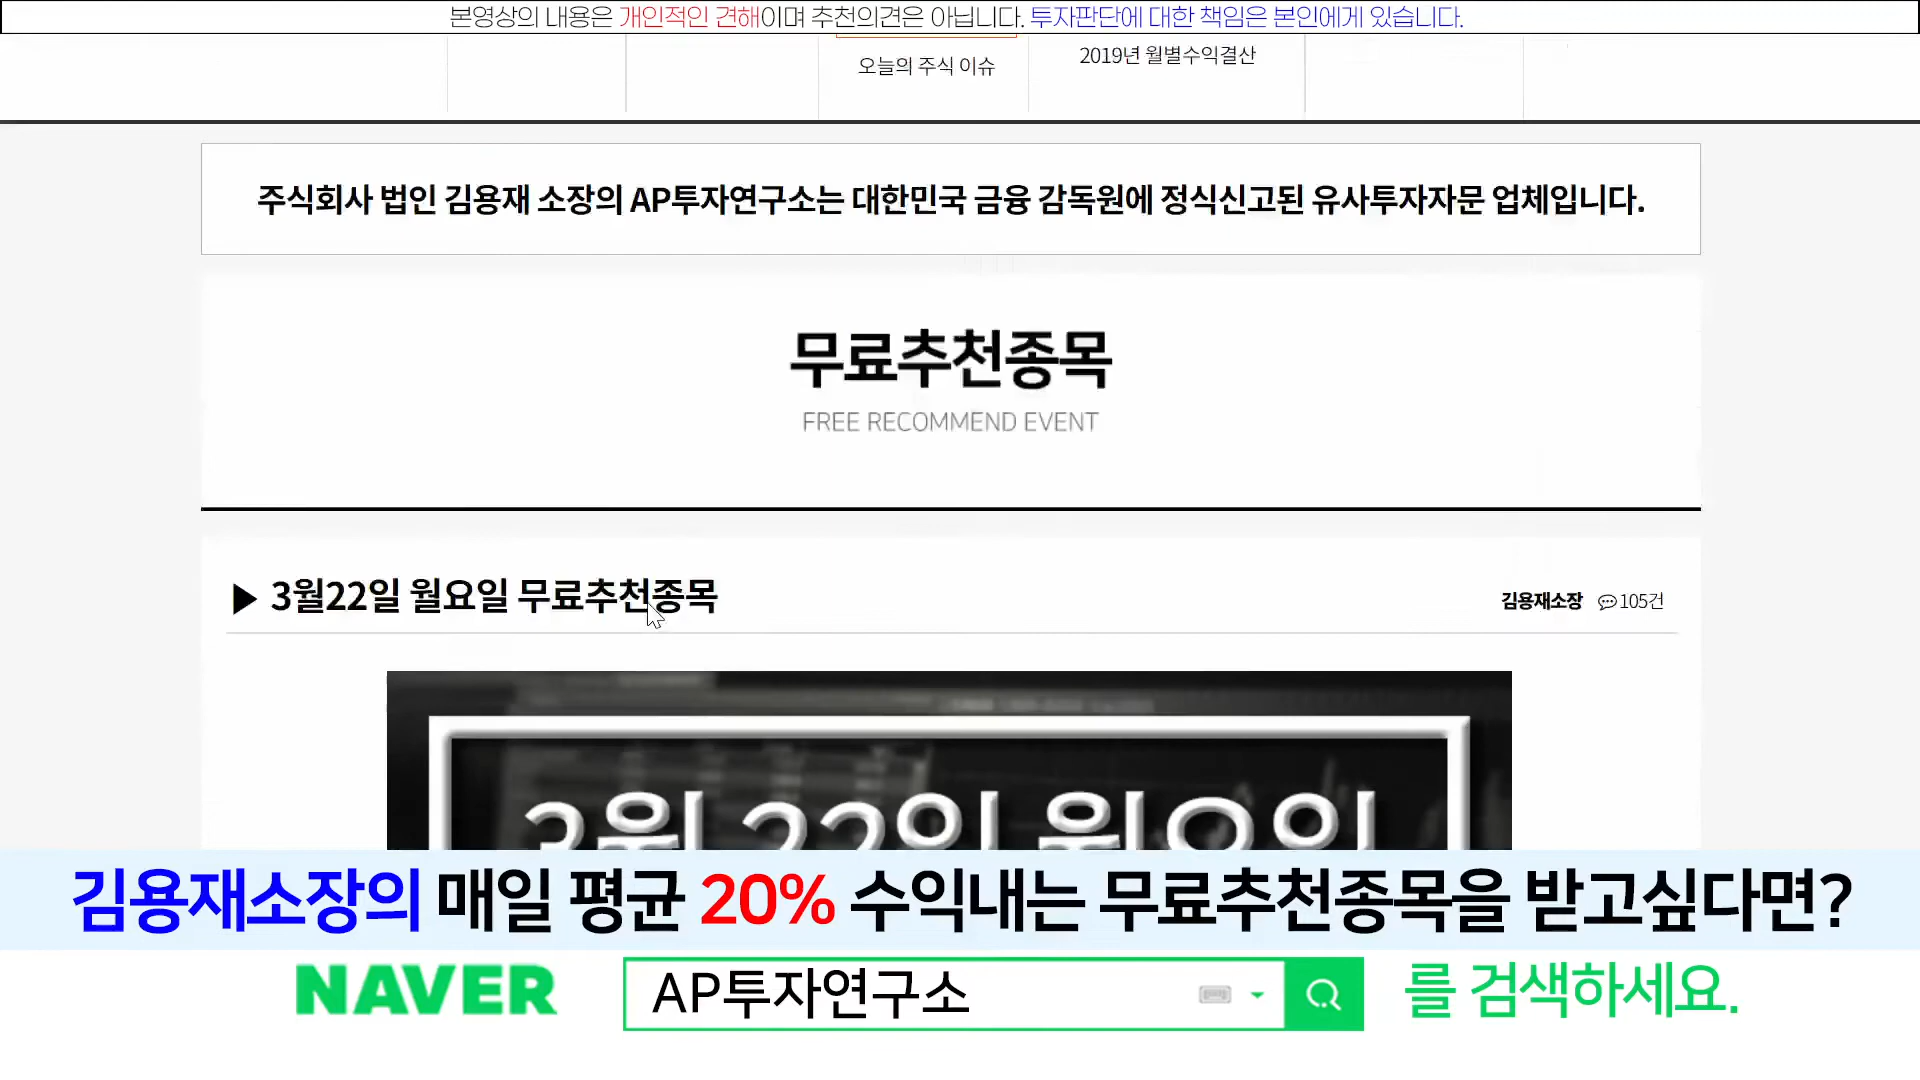 본영상의 내용은 개인적인 견해이며 추천의견은 아닙니다. 투자판단에 대한 책임은 본인에게 있습니다.
오늘의 주식 이슈
2019년 월별수익결산
주식회사 법인 김용재 소장의 AP투자연구소는 대한민국 금융 감독원에 정식신고된 유사투자자문 업체입니다.
무료추천종목
FREE RECOMMEND EVENT
▶ 3월22일 월요일 무료추천종목
김용재소장 105건
3월 22일 월요일
김용재소장의 매일 평균 20% 수익내는 무료추천종목을 받고싶다면?
NAVER AP투자연구소 를 검색하세요.